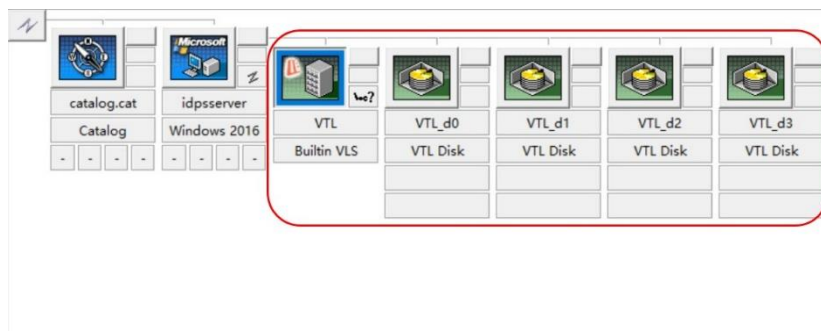 Microsoft
catalog.cat
idpsserver
VTL
VTL_d0
VTL_d1
VTL_d2
VTL_d3
Catalog
Windows 2016
Builtin VLS
VTL Disk
VTL Disk
VTL Disk
VTL Disk
- - - -
- - - -